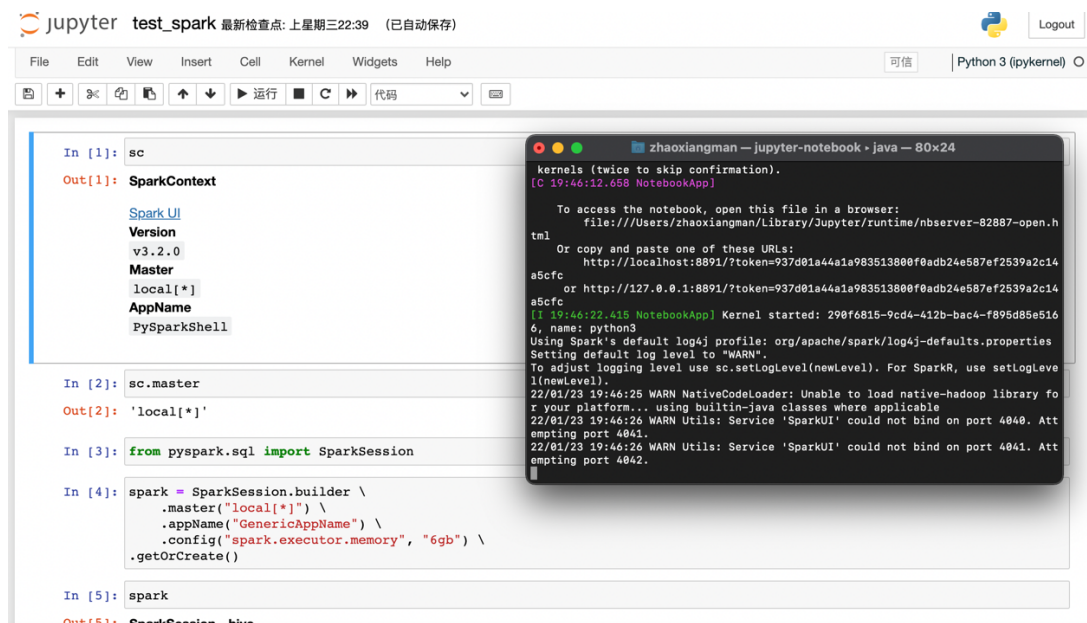 jupyter test_spark 最新检查点: 上星期三22:39 (已自动保存)
Logout
File Edit View Insert Cell Kernel Widgets Help
可信
Python 3 (ipykernel)
运行
代码
In [1]: sc
Out[1]: SparkContext
Spark UI
Version
v3.2.0
Master
local[*]
AppName
PySparkShell
In [2]: sc.master
Out[2]: 'local[*]'
In [3]: from pyspark.sql import SparkSession
In [4]: spark = SparkSession.builder \
.master("local[*]") \
.appName("GenericAppName") \
.config("spark.executor.memory", "6gb") \
.getOrCreate()
In [5]: spark
Out[5]: SparkSession - hive
zhaoxiangman — jupyter-notebook ▸ java — 80×24
kernels (twice to skip confirmation).
[C 19:46:12.658 NotebookApp]
To access the notebook, open this file in a browser:
file:///Users/zhaoxiangman/Library/Jupyter/runtime/nbserver-82887-open.h
tml
Or copy and paste one of these URLs:
http://localhost:8891/?token=937d01a44a1a983513800f0adb24e587ef2539a2c14
a5cfc
or http://127.0.0.1:8891/?token=937d01a44a1a983513800f0adb24e587ef2539a2c14
a5cfc
[I 19:46:22.415 NotebookApp] Kernel started: 290f6815-9cd4-412b-bac4-f895d85e516
6, name: python3
Using Spark's default log4j profile: org/apache/spark/log4j-defaults.properties
Setting default log level to "WARN".
To adjust logging level use sc.setLogLevel(newLevel). For SparkR, use setLogLeve
l(newLevel).
22/01/23 19:46:25 WARN NativeCodeLoader: Unable to load native-hadoop library fo
r your platform... using builtin-java classes where applicable
22/01/23 19:46:26 WARN Utils: Service 'SparkUI' could not bind on port 4040. Att
empting port 4041.
22/01/23 19:46:26 WARN Utils: Service 'SparkUI' could not bind on port 4041. Att
empting port 4042.